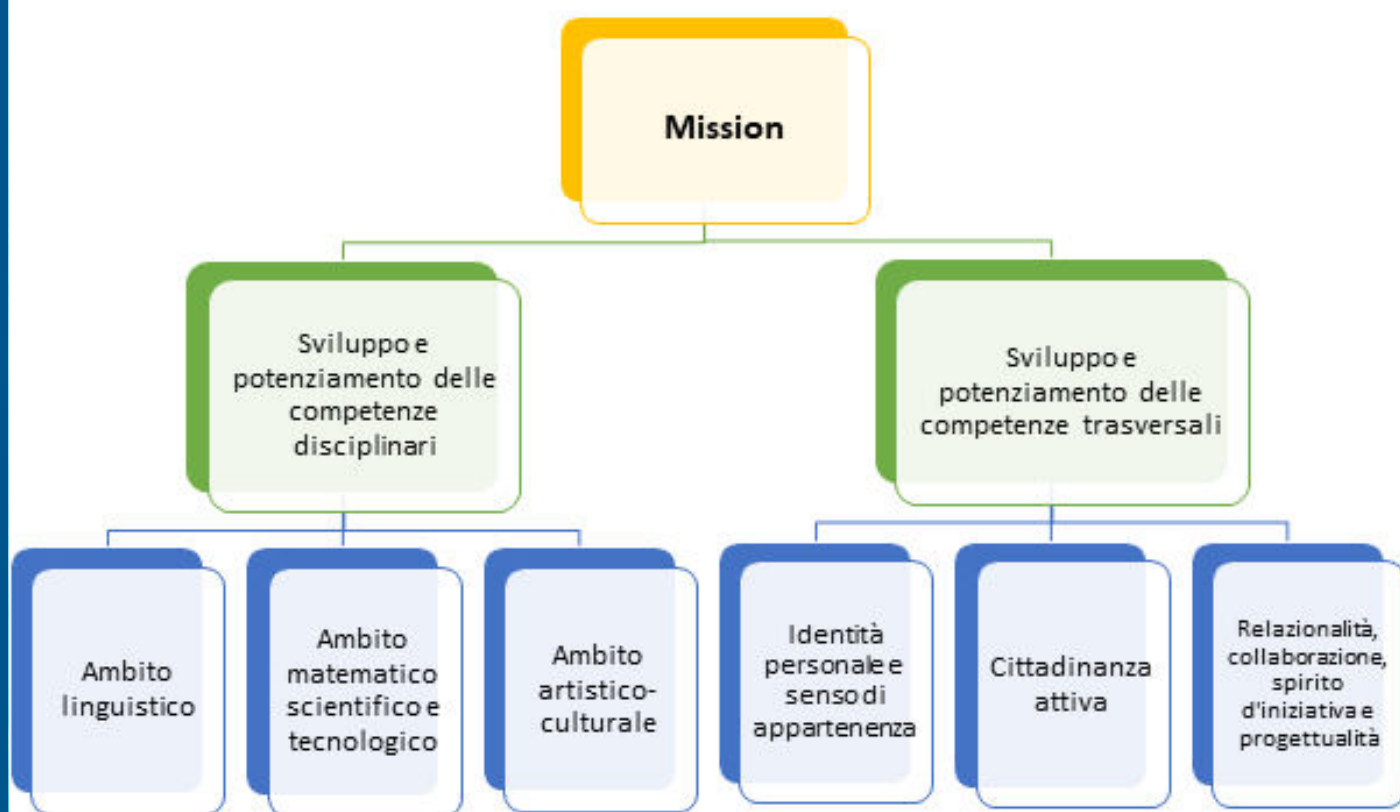 Mission
Sviluppo e
potenziamento delle
competenze
disciplinari
Sviluppo e
potenziamento delle
competenze trasversali
Ambito
linguistico
Ambito
matematico
scientifico e
tecnologico
Ambito
artistico-
culturale
Identità
personale e
senso di
appartenenza
Cittadinanza
attiva
Relazionalità,
collaborazione,
spirito
d'iniziativa e
progettualità